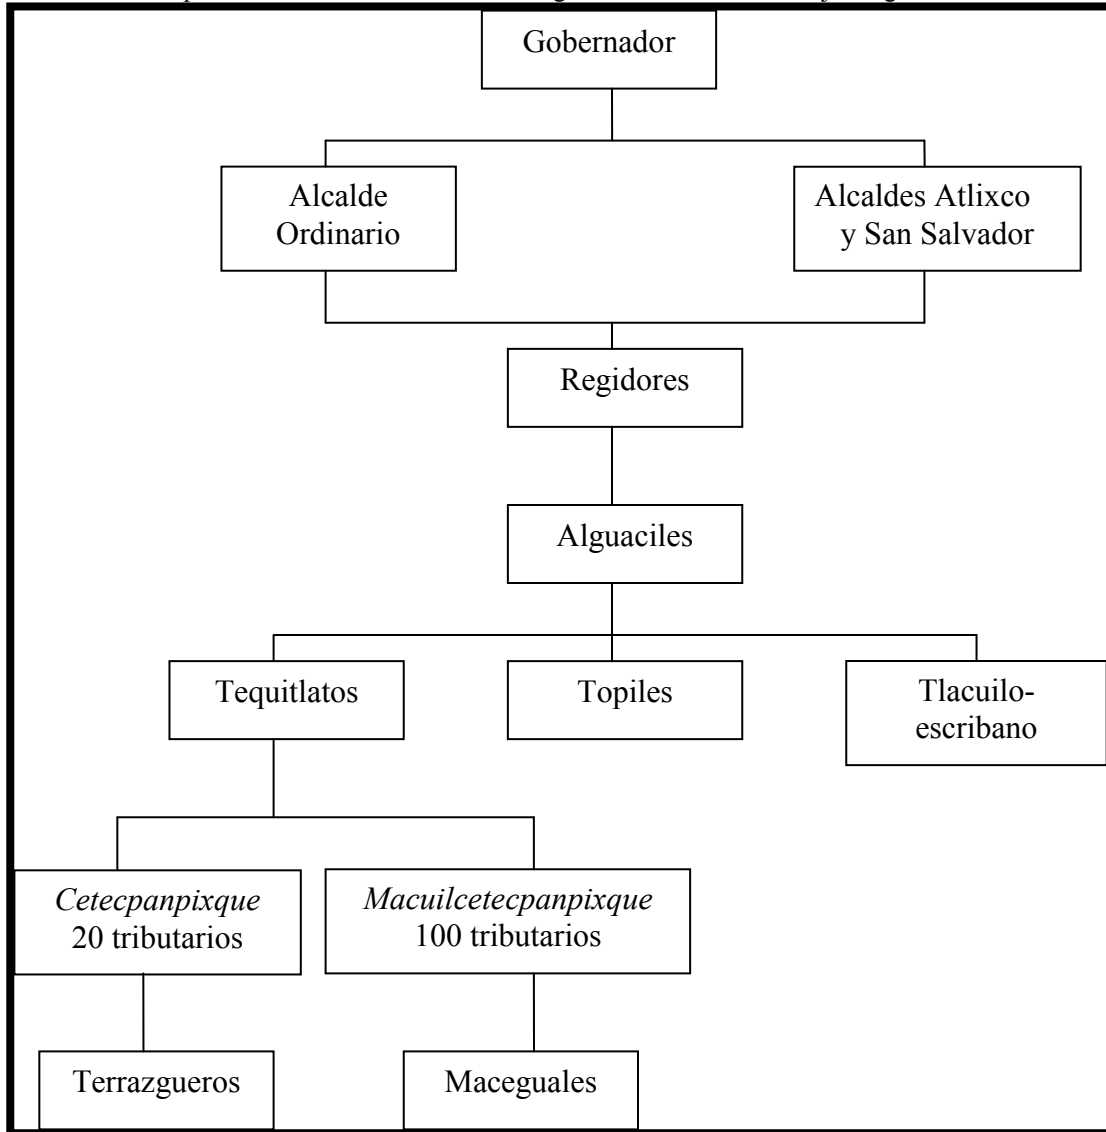 Gobernador
Alcalde
Ordinario
Alcaldes Atlixco
y San Salvador
Regidores
Alguaciles
Tequitlatos
Topiles
Tlacuilo-
escribano
Cetecpanpixque
20 tributarios
Macuilcetecpanpixque
100 tributarios
Terrazgueros
Maceguales